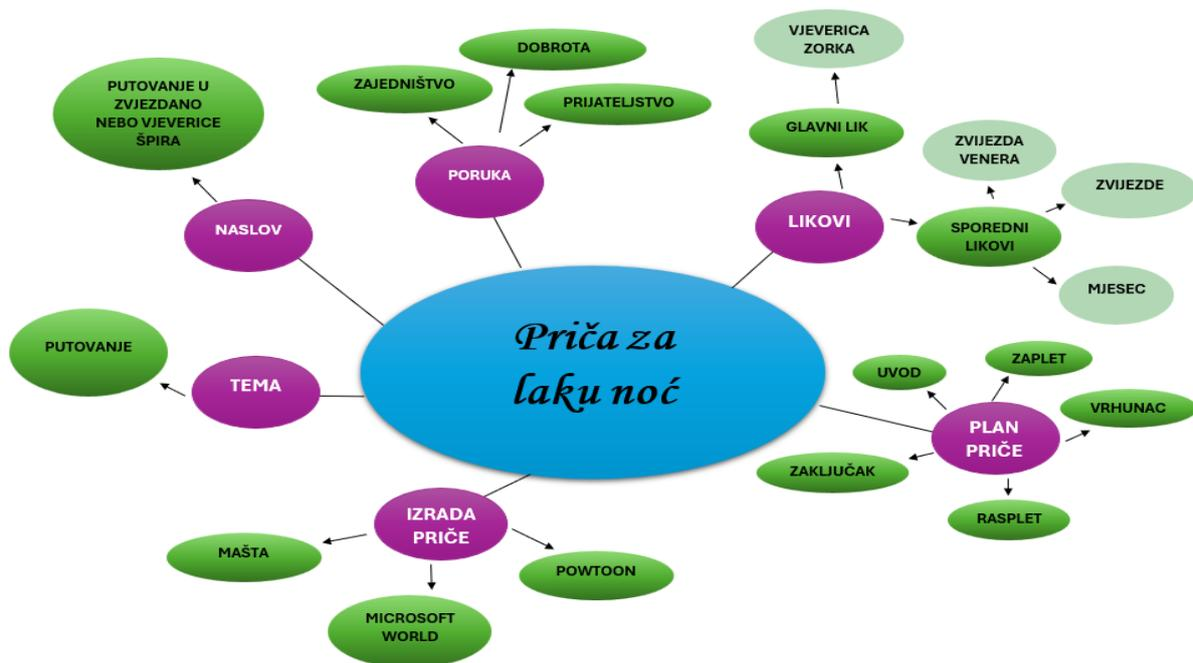 Priča za
laku noć
NASLOV
PUTOVANJE U
ZVJEZDANO
NEBO VJEVERICE
ŠPIRA
PORUKA
ZAJEDNIŠTVO
DOBROTA
PRIJATELJSTVO
LIKOVI
GLAVNI LIK
VJEVERICA
ZORKA
SPOREDNI
LIKOVI
ZVIJEZDA
VENERA
ZVIJEZDE
MJESEC
PLAN
PRIČE
UVOD
ZAPLET
VRHUNAC
RASPLET
ZAKLJUČAK
IZRADA
PRIČE
MAŠTA
MICROSOFT
WORLD
POWTOON
TEMA
PUTOVANJE